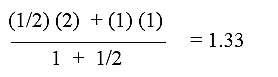 (1/2) (2) + (1) (1)
= 1.33
1 + 1/2